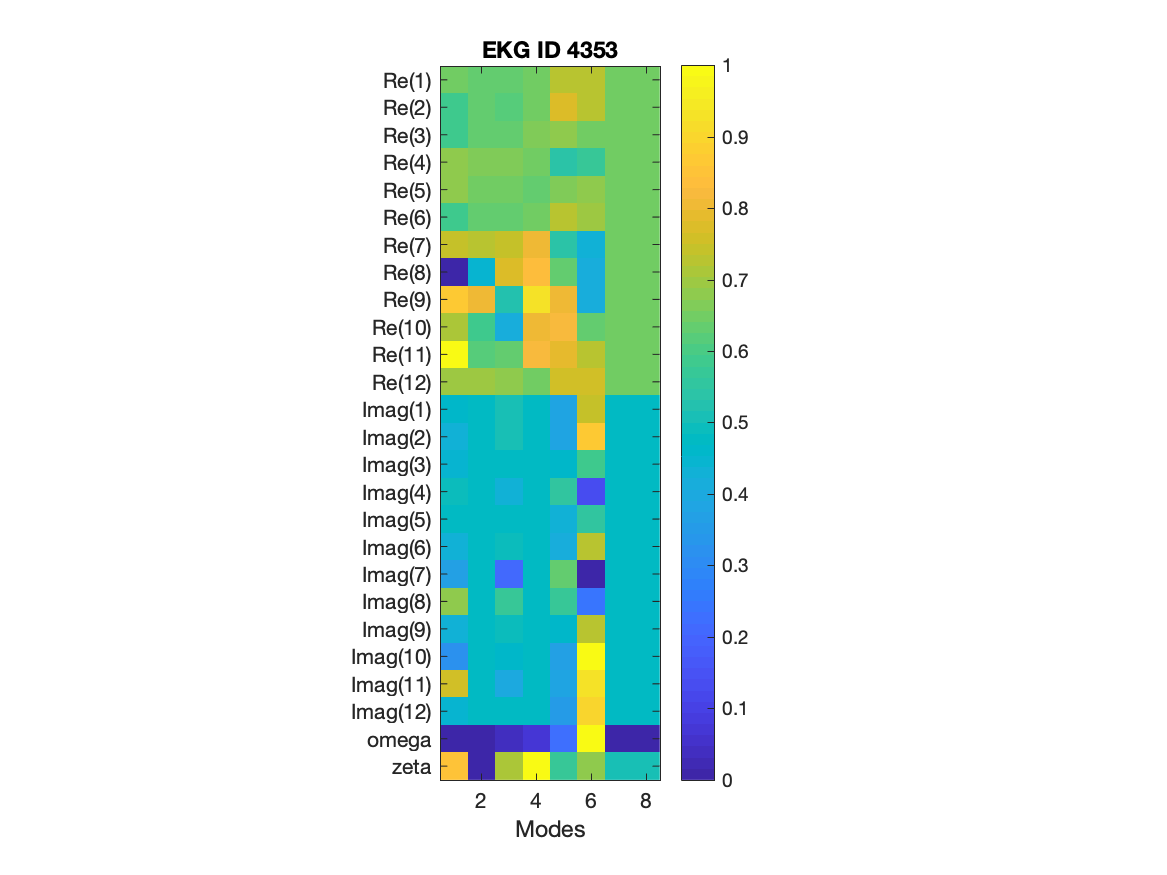 EKG ID 4353
Re(1)
Re(2)
Re(3)
Re(4)
Re(5)
Re(6)
Re(7)
Re(8)
Re(9)
Re(10)
Re(11)
Re(12)
Imag(1)
Imag(2)
Imag(3)
Imag(4)
Imag(5)
Imag(6)
Imag(7)
Imag(8)
Imag(9)
Imag(10)
Imag(11)
Imag(12)
omega
zeta
2 4 6 8
Modes
1
0.9
0.8
0.7
0.6
0.5
0.4
0.3
0.2
0.1
0